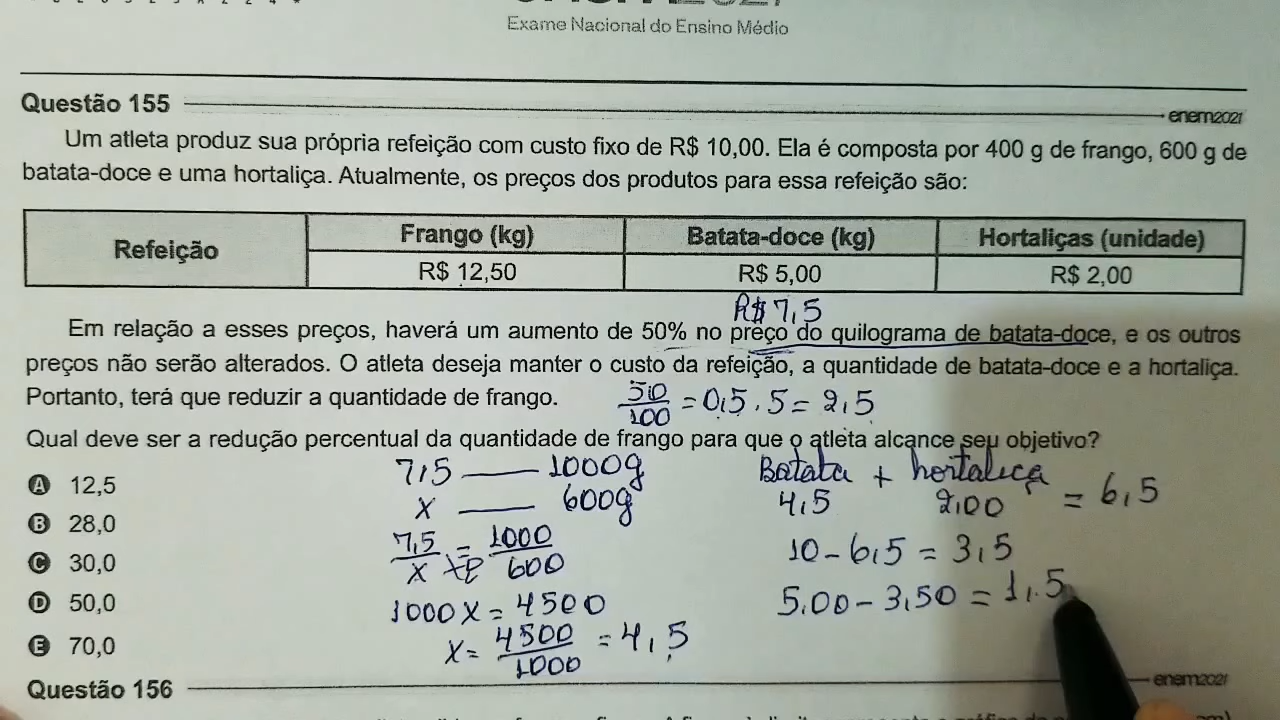 Exame Nacional do Ensino Médio
Questão 155
enem2021
Um atleta produz sua própria refeição com custo fixo de R$ 10,00. Ela é composta por 400 g de frango, 600 g de
batata-doce e uma hortaliça. Atualmente, os preços dos produtos para essa refeição são:
Refeição
Frango (kg) Batata-doce (kg) Hortaliças (unidade)
R$ 12,50 R$ 5,00 R$ 2,00
R$ 7,5
Em relação a esses preços, haverá um aumento de 50% no preço do quilograma de batata-doce, e os outros
preços não serão alterados. O atleta deseja manter o custo da refeição, a quantidade de batata-doce e a hortaliça.
Portanto, terá que reduzir a quantidade de frango.
50/100 = 0,5 . 5 = 2,5
Qual deve ser a redução percentual da quantidade de frango para que o atleta alcance seu objetivo?
A 12,5
B 28,0
C 30,0
D 50,0
E 70,0
7,5 — 1000g
x — 600g
7,5/x = 1000/600
1000x = 4500
x = 4500/1000 = 4,5
Batata + hortaliça
4,5 2,00 = 6,5
10 - 6,5 = 3,5
5,00 - 3,50 = 1,5
Questão 156
enem2021